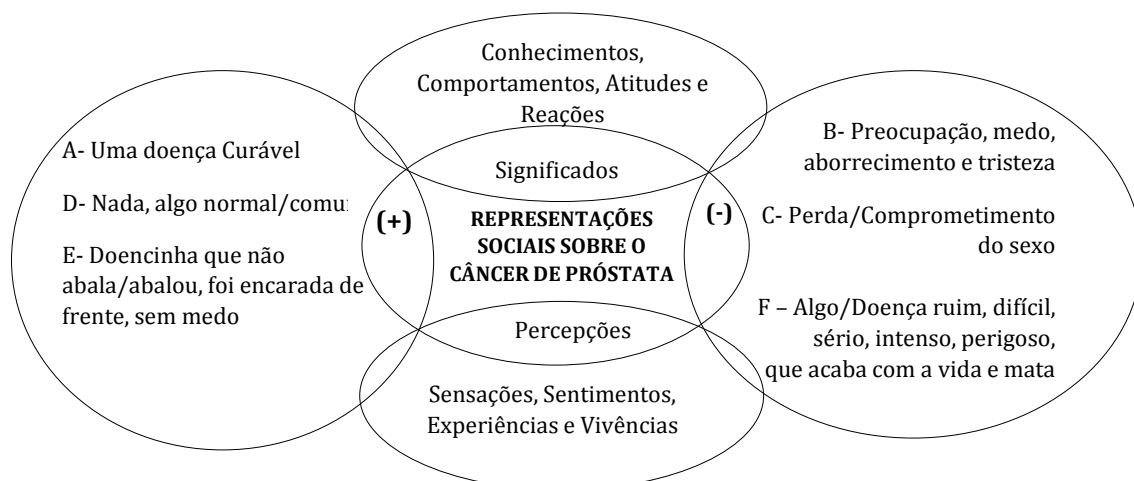 Conhecimentos,
Comportamentos, Atitudes e
Reações
Significados
A- Uma doença Curável
D- Nada, algo normal/comu
E- Doencinha que não
abala/abalou, foi encarada de
frente, sem medo
(+)
REPRESENTAÇÕES
SOCIAIS SOBRE O
CÂNCER DE PRÓSTATA
(-)
B- Preocupação, medo,
aborrecimento e tristeza
C- Perda/Comprometimento
do sexo
F – Algo/Doença ruim, difícil,
sério, intenso, perigoso,
que acaba com a vida e mata
Percepções
Sensações, Sentimentos,
Experiências e Vivências